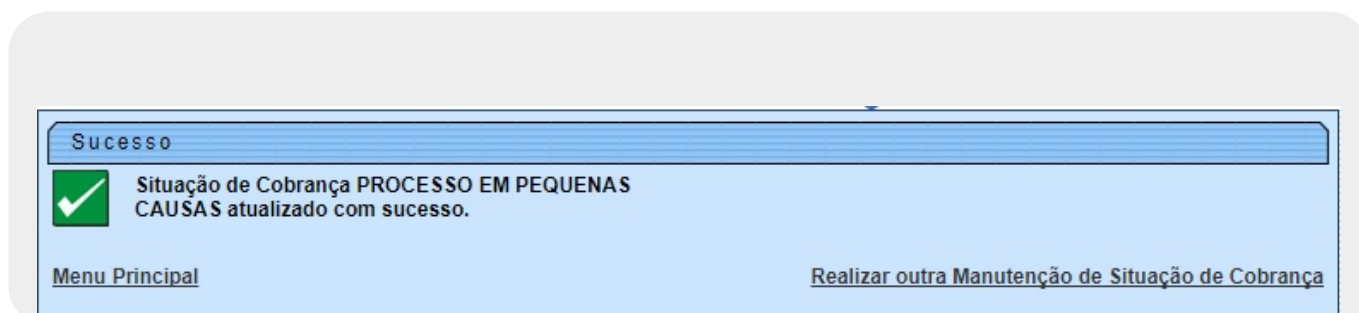 Sucesso
Situação de Cobrança PROCESSO EM PEQUENAS
CAUSAS atualizado com sucesso.
Menu Principal
Realizar outra Manutenção de Situação de Cobrança